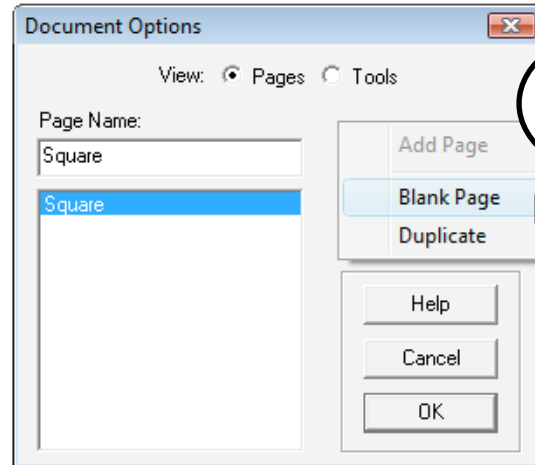 Document Options
View: Pages Tools
Page Name:
Square
Square
Add Page
Blank Page
Duplicate
Help
Cancel
OK